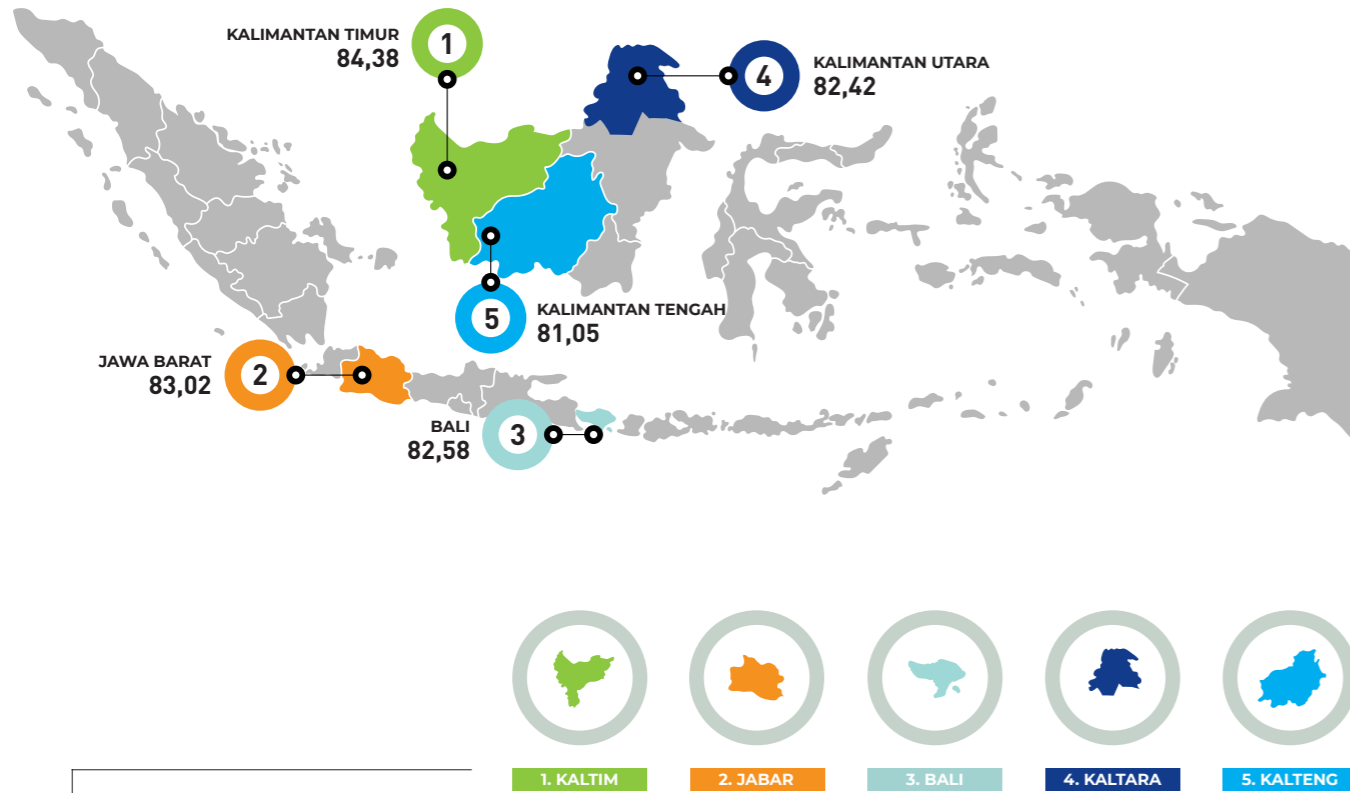 KALIMANTAN TIMUR
84,38
1
4
KALIMANTAN UTARA
82,42
5
KALIMANTAN TENGAH
81,05
JAWA BARAT
83,02
2
BALI
82,58
3
1. KALTIM
2. JABAR
3. BALI
4. KALTARA
5. KALTENG